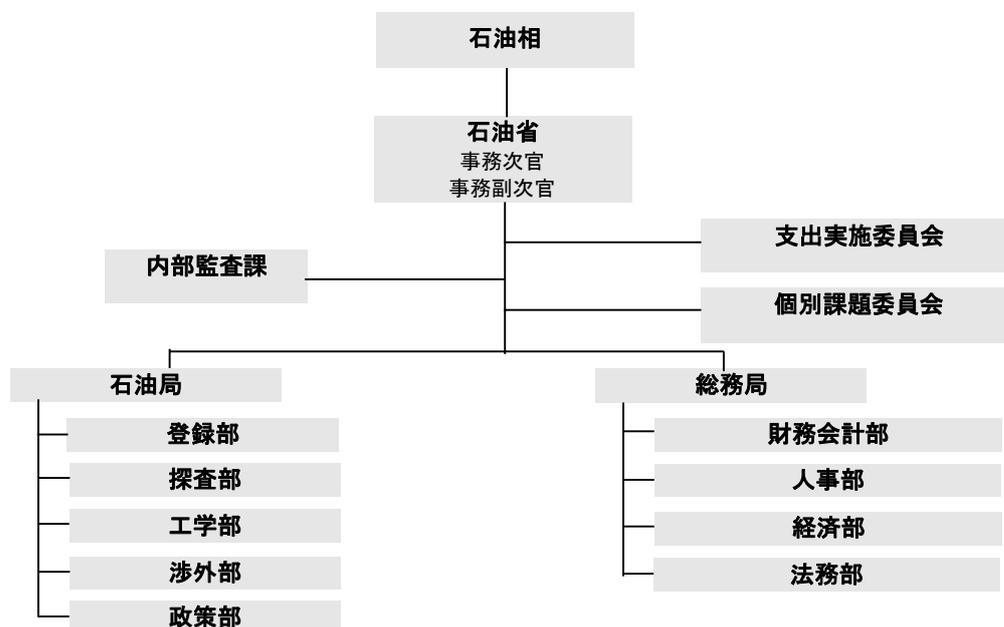 石油相
石油省
事務次官
事務副次官
支出実施委員会
内部監査課
個別課題委員会
石油局
総務局
登録部
財務会計部
探査部
人事部
工学部
経済部
渉外部
法務部
政策部